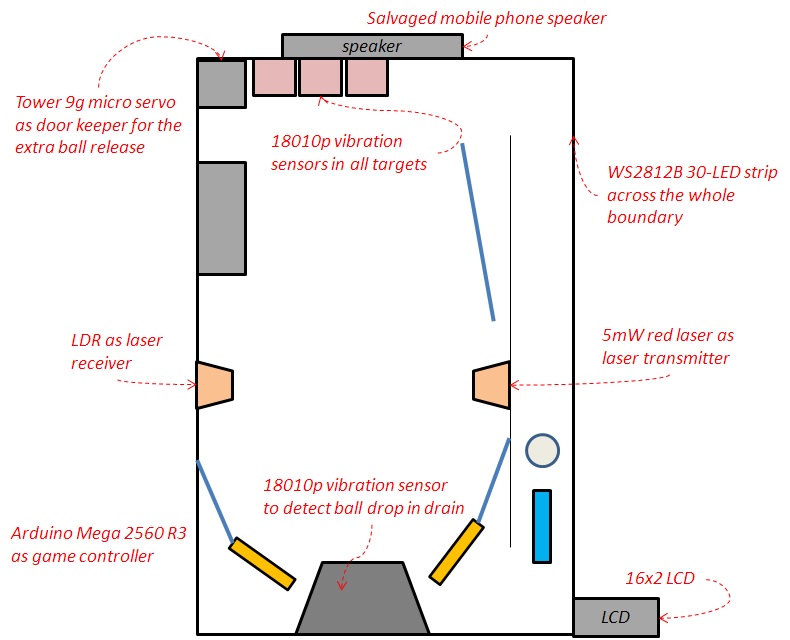 Salvaged mobile phone speaker
speaker
Tower 9g micro servo
as door keeper for the
extra ball release
18010p vibration
sensors in all targets
WS2812B 30-LED strip
across the whole
boundary
LDR as laser
receiver
5mW red laser as
laser transmitter
18010p vibration sensor
to detect ball drop in drain
Arduino Mega 2560 R3
as game controller
16x2 LCD
LCD